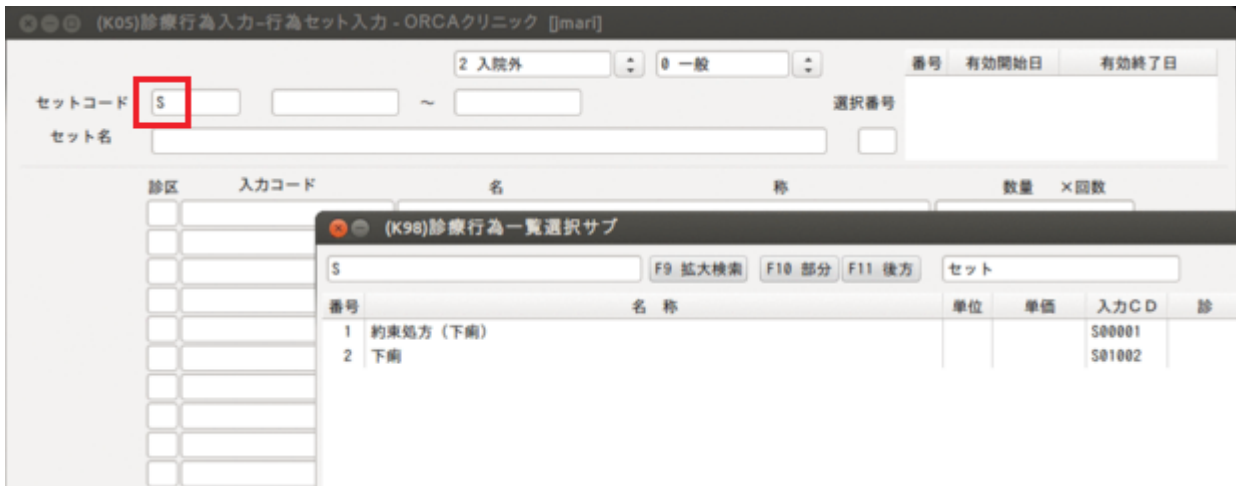 (K05)診療行為入力-行為セット入力 - ORCAクリニック [jmari]
2 入院外 0 一般 番号 有効開始日 有効終了日
セットコード S ～ 選択番号
セット名
診区 入力コード 名 称 数量 ×回数
(K98)診療行為一覧選択サブ
S F9 拡大検索 F10 部分 F11 後方 セット
番号 名 称 単位 単価 入力CD 診
1 約束処方（下痢） S00001
2 下痢 S01002